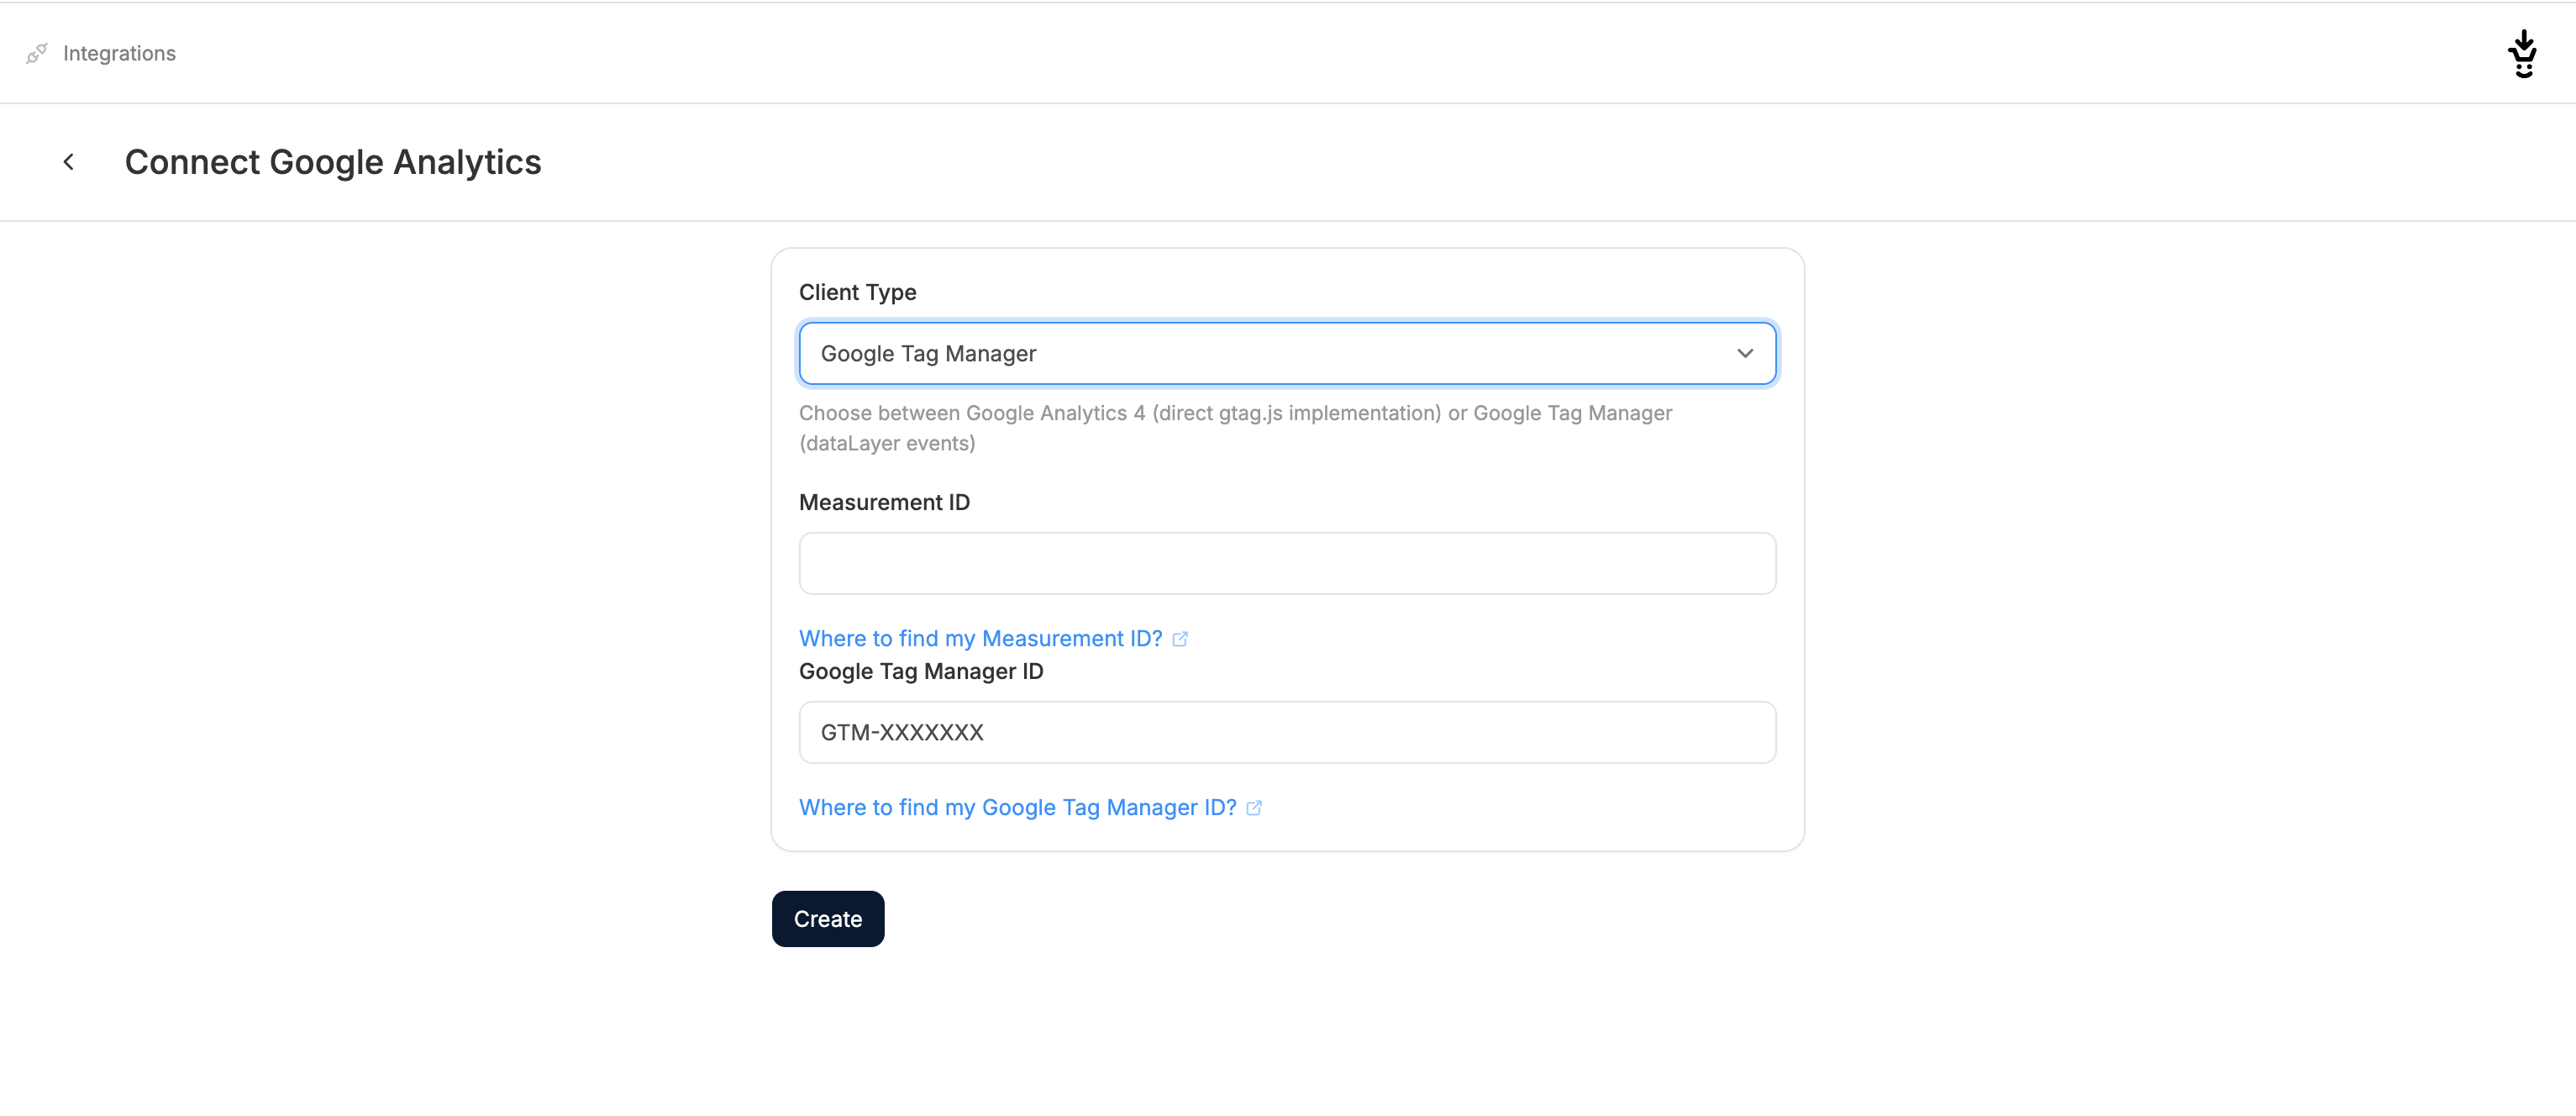 Integrations
Connect Google Analytics
Client Type
Google Tag Manager
Choose between Google Analytics 4 (direct gtag.js implementation) or Google Tag Manager
(dataLayer events)
Measurement ID
Where to find my Measurement ID?
Google Tag Manager ID
GTM-XXXXXXX
Where to find my Google Tag Manager ID?
Create